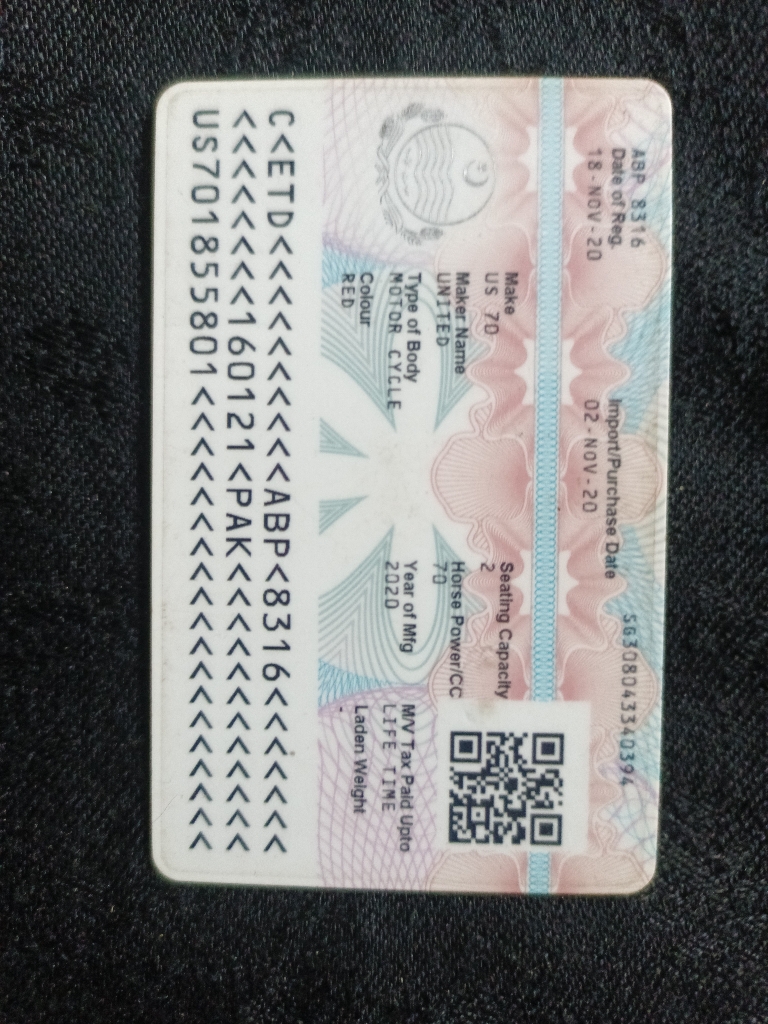 ABP 8316 SG308043340394
Date of Reg. Import/Purchase Date
18-NOV-20 02-NOV-20
Make Seating Capacity
US 70 2
Maker Name Horse Power/CC
UNITED 70
Type of Body Year of Mfg M/V Tax Paid Upto
MOTOR CYCLE 2020 LIFE TIME
Colour Laden Weight
RED -
C<ETD<<<<<<<<<<ABP<8316<<<<<<<
<<<<<<<<160121<PAK<<<<<<<<<<<<
US701855801<<<<<<<<<<<<<<<<<<<